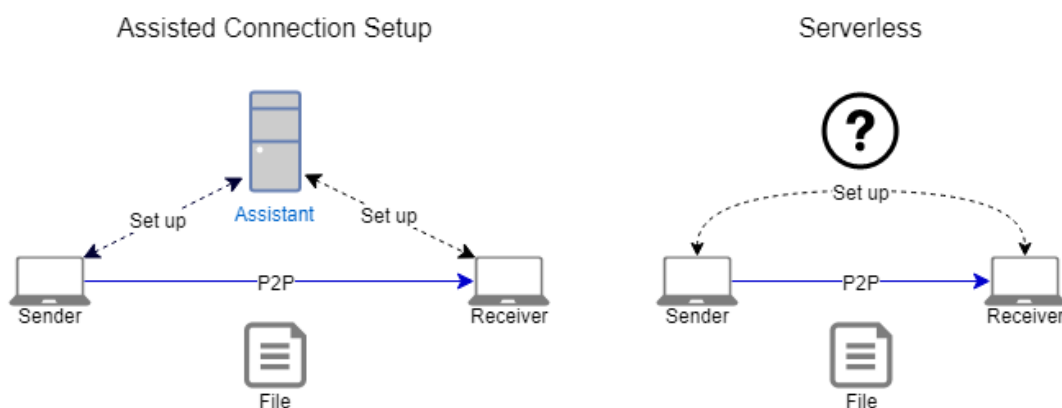 Assisted Connection Setup
Serverless
?
Assistant
Set up
Set up
Set up
P2P
P2P
Sender
Receiver
Sender
Receiver
File
File